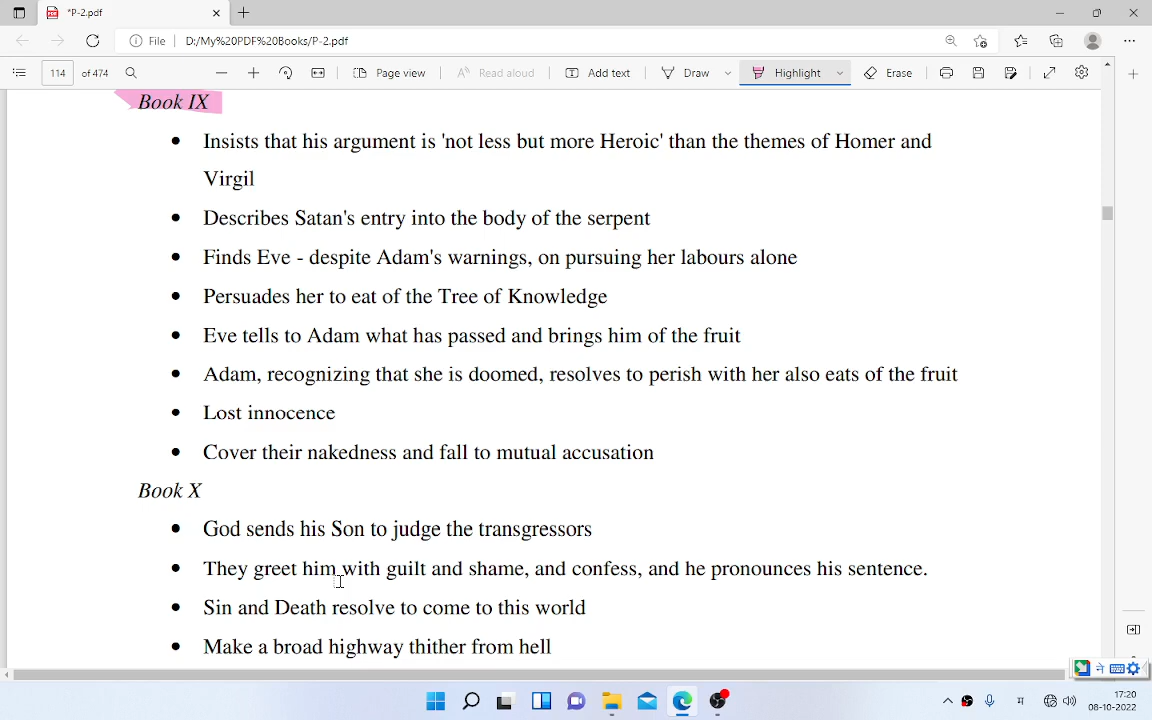 *P-2.pdf
File D:/My%20PDF%20Books/P-2.pdf
114 of 474 Page view Read aloud Add text Draw Highlight Erase
Book IX
• Insists that his argument is 'not less but more Heroic' than the themes of Homer and
Virgil
• Describes Satan's entry into the body of the serpent
• Finds Eve - despite Adam's warnings, on pursuing her labours alone
• Persuades her to eat of the Tree of Knowledge
• Eve tells to Adam what has passed and brings him of the fruit
• Adam, recognizing that she is doomed, resolves to perish with her also eats of the fruit
• Lost innocence
• Cover their nakedness and fall to mutual accusation
Book X
• God sends his Son to judge the transgressors
• They greet him with guilt and shame, and confess, and he pronounces his sentence.
• Sin and Death resolve to come to this world
• Make a broad highway thither from hell
ने
म
17:20
08-10-2022